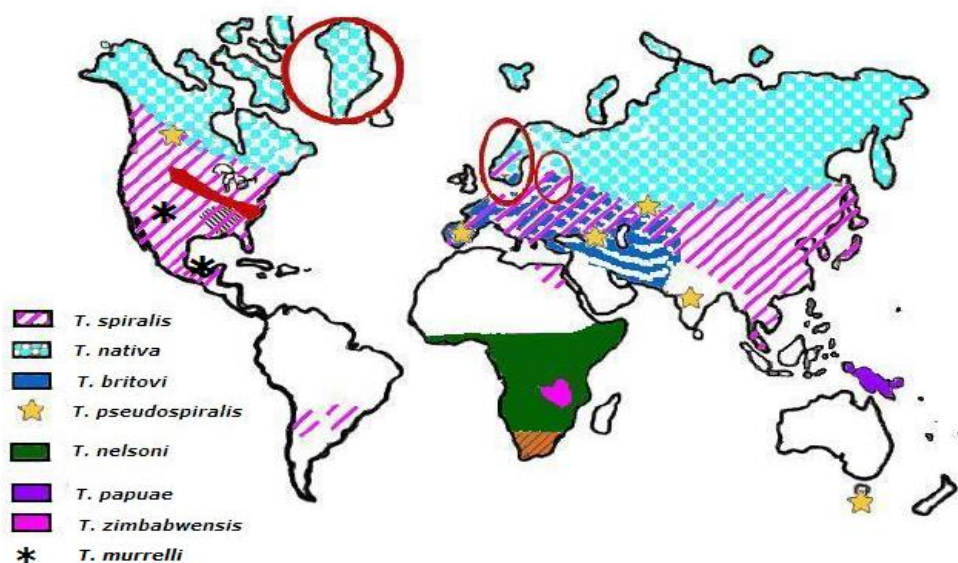 T. spiralis
T. nativa
T. britovi
T. pseudospiralis
T. nelsoni
T. papuae
T. zimbabwensis
T. murrelli